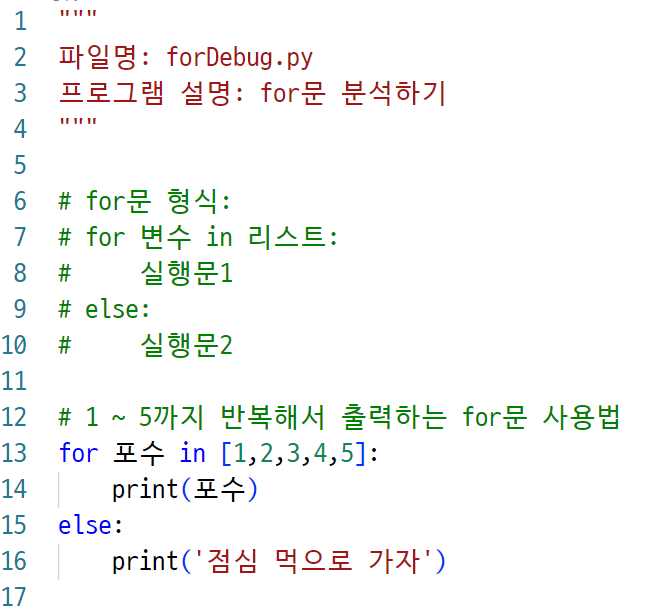 1 """
2 파일명: forDebug.py
3 프로그램 설명: for문 분석하기
4 """
5
6 # for문 형식:
7 # for 변수 in 리스트:
8 #     실행문1
9 # else:
10 #     실행문2
11
12 # 1 ~ 5까지 반복해서 출력하는 for문 사용법
13 for 포수 in [1,2,3,4,5]:
14     print(포수)
15 else:
16     print('점심 먹으로 가자')
17